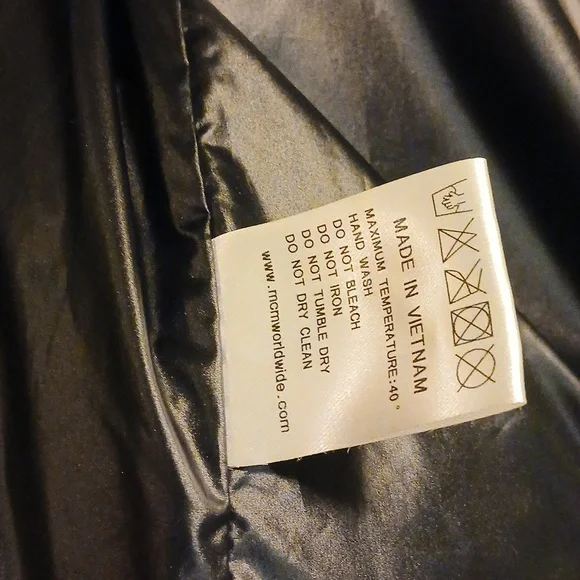 MADE IN VIETNAM
MAXIMUM TEMPERATURE:40°
HAND WASH
DO NOT BLEACH
DO NOT IRON
DO NOT TUMBLE DRY
DO NOT DRY CLEAN
www.mcmworldwide.com